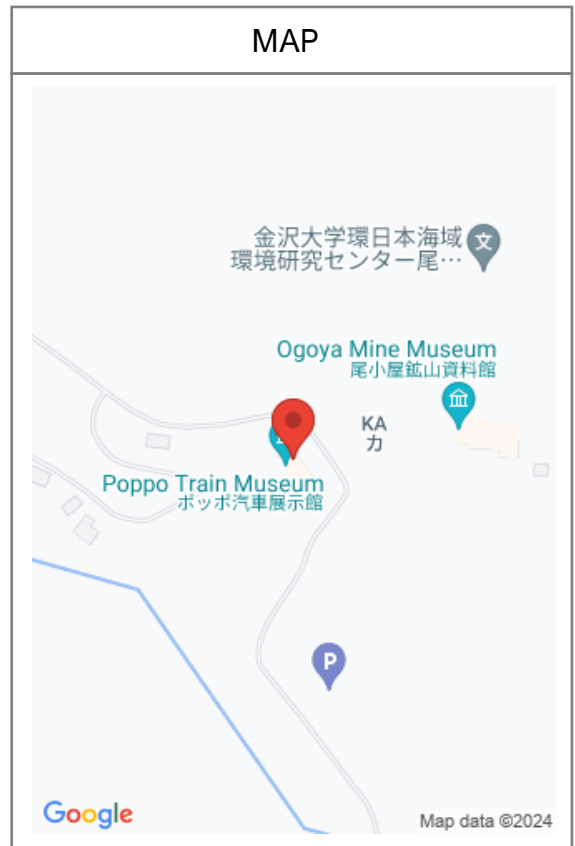 MAP
金沢大学環日本海域
環境研究センター尾…
文
Ogoya Mine Museum
尾小屋鉱山資料館
KA
カ
Poppo Train Museum
ポッポ汽車展示館
P
Google
Map data ©2024